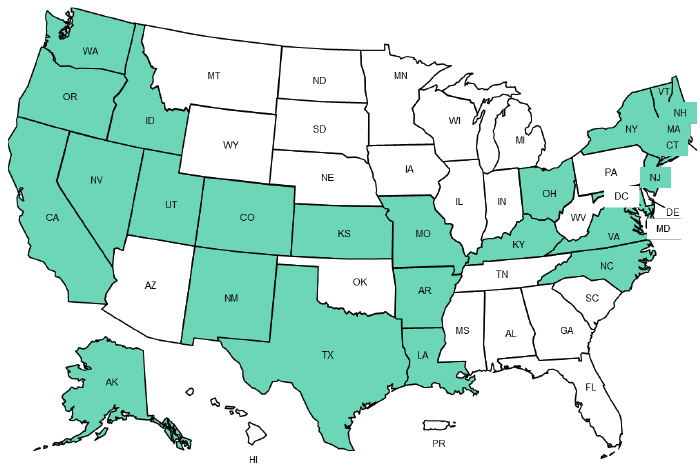 WA
MT
ND
MN
VT
NH
OR
ID
SD
WI
MI
NY
MA
CT
WY
NE
IA
PA
NJ
NV
UT
CO
IL
IN
OH
DC
CA
KS
MO
KY
WV
VA
DE
MD
AZ
NM
OK
AR
TN
NC
SC
TX
LA
MS
AL
GA
AK
FL
HI
PR